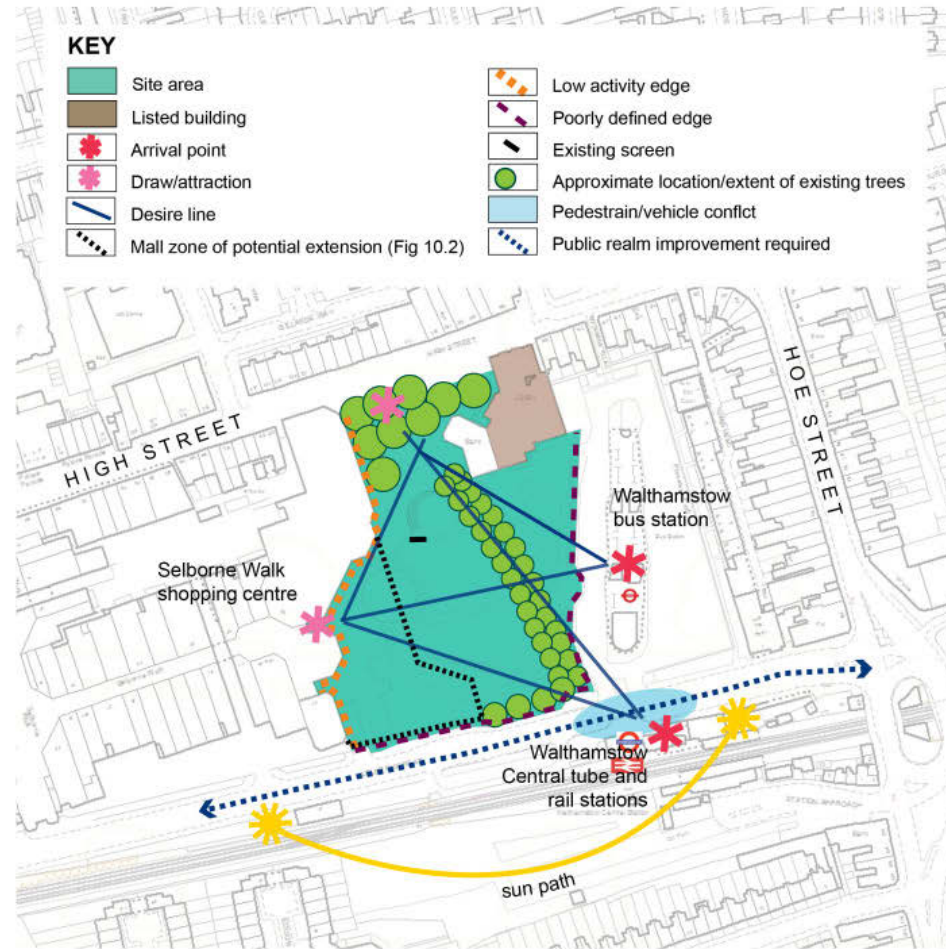 KEY
Site area
Listed building
Arrival point
Draw/attraction
Desire line
Mall zone of potential extension (Fig 10.2)
Low activity edge
Poorly defined edge
Existing screen
Approximate location/extent of existing trees
Pedestrain/vehicle conflct
Public realm improvement required
HIGH STREET
HOE STREET
Walthamstow
bus station
Selborne Walk
shopping centre
Walthamstow
Central tube and
rail stations
STATION APPROACH
sun path